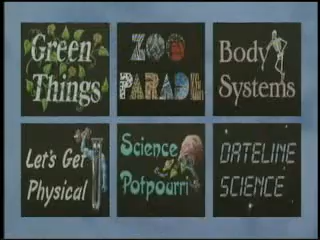 Green
Things
ZOO
PARADE
Body
Systems
Let's Get
Physical
Science
Potpourri
DATELINE
SCIENCE